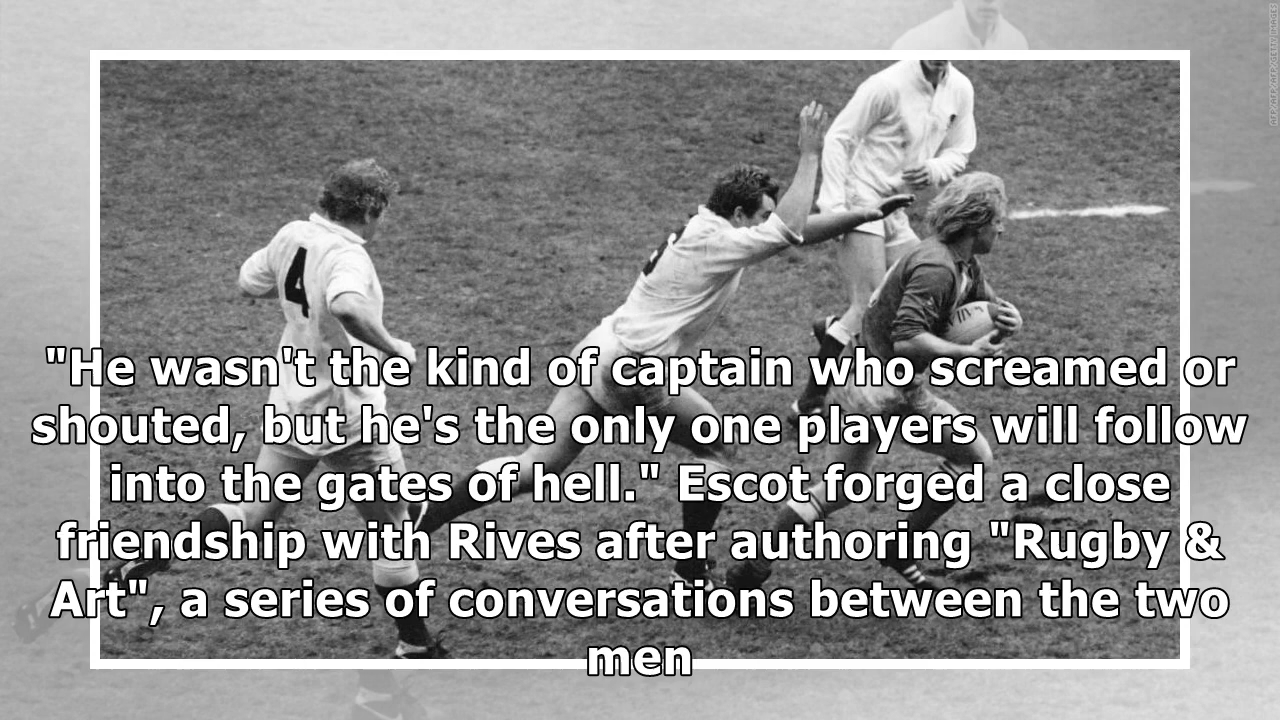 "He wasn't the kind of captain who screamed or
shouted, but he's the only one players will follow
into the gates of hell." Escot forged a close
friendship with Rives after authoring "Rugby &
Art", a series of conversations between the two
men
4